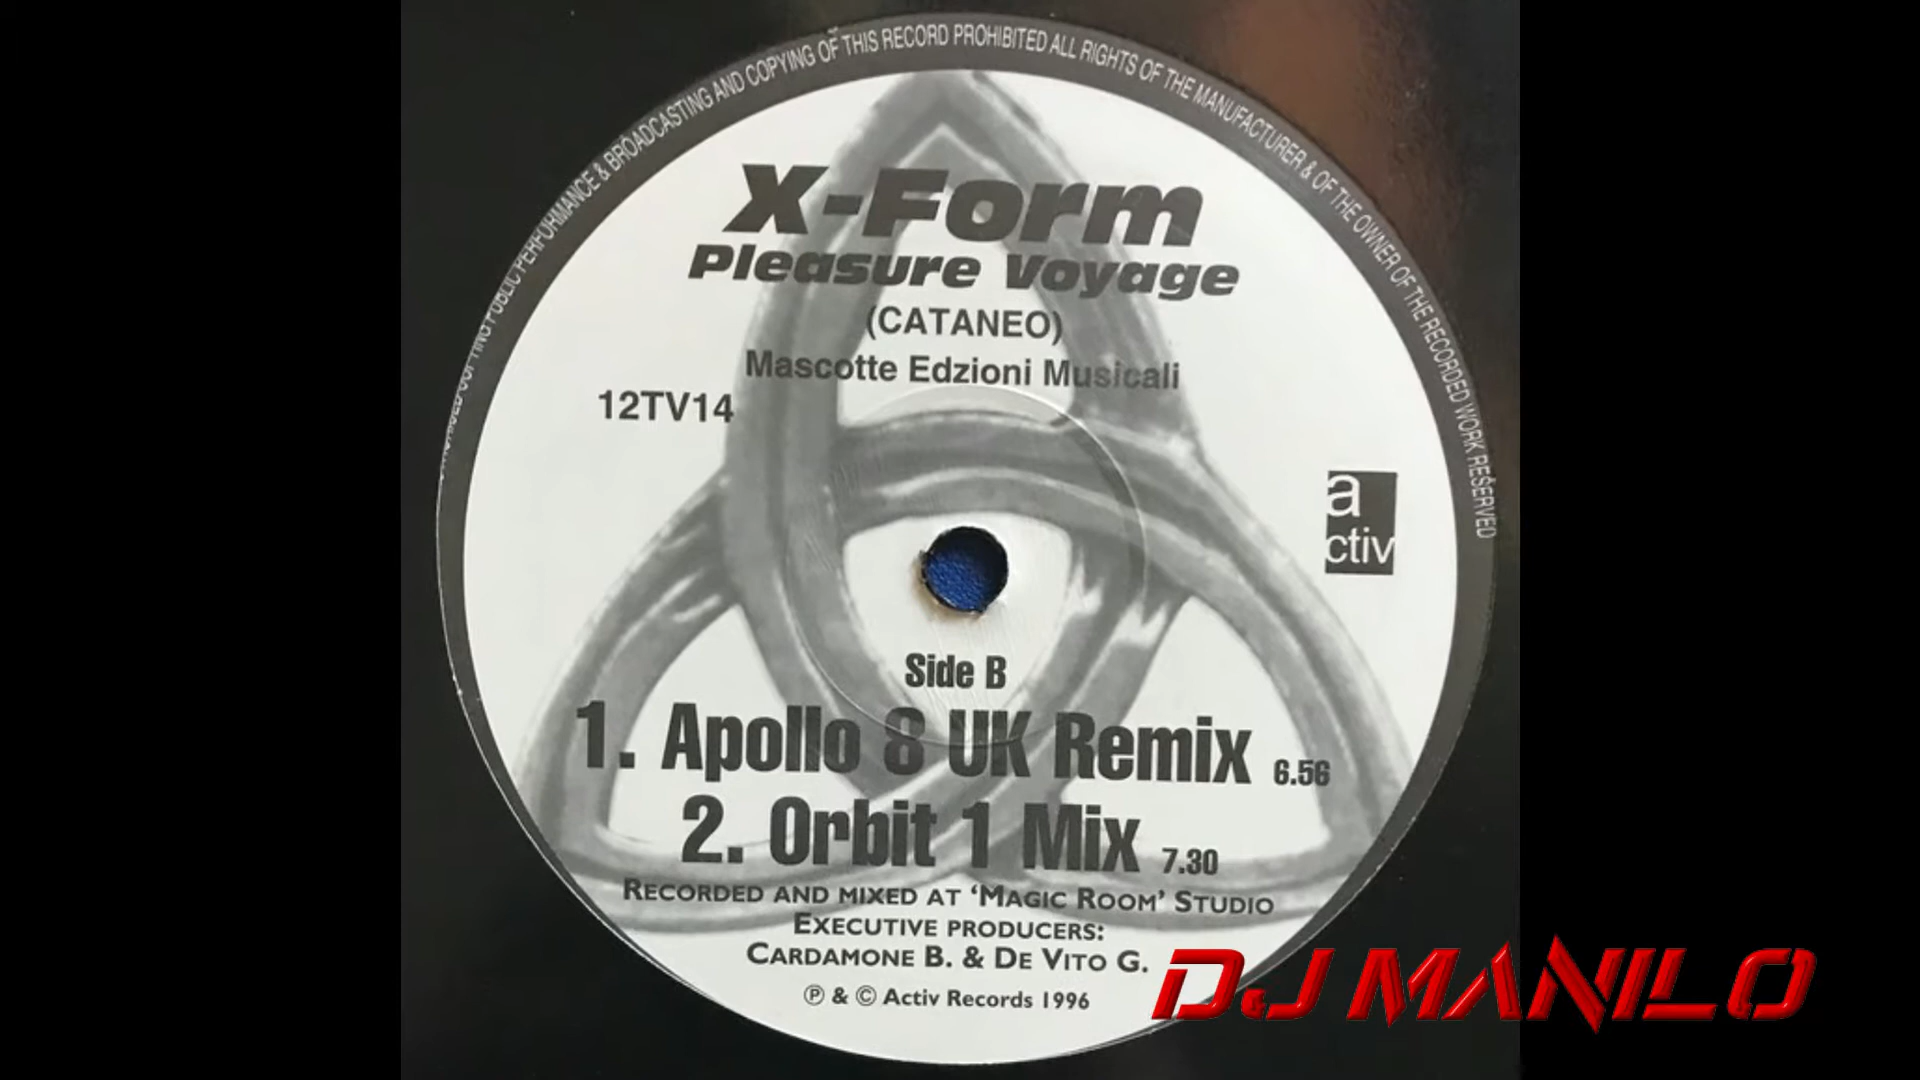 PUBLIC PERFORMANCE & BROADCASTING AND COPYING OF THIS RECORD PROHIBITED ALL RIGHTS OF THE MANUFACTURER & OF THE OWNER OF THE RECORDED WORK RESERVED
X-Form
Pleasure Voyage
(CATANEO)
Mascotte Edzioni Musicali
12TV14
a
ctiv
Side B
1. Apollo 8 UK Remix 6.56
2. Orbit 1 Mix 7.30
RECORDED AND MIXED AT ‘MAGIC ROOM’ STUDIO
EXECUTIVE PRODUCERS:
CARDAMONE B. & DE VITO G.
℗ & © Activ Records 1996
DJ MANILO